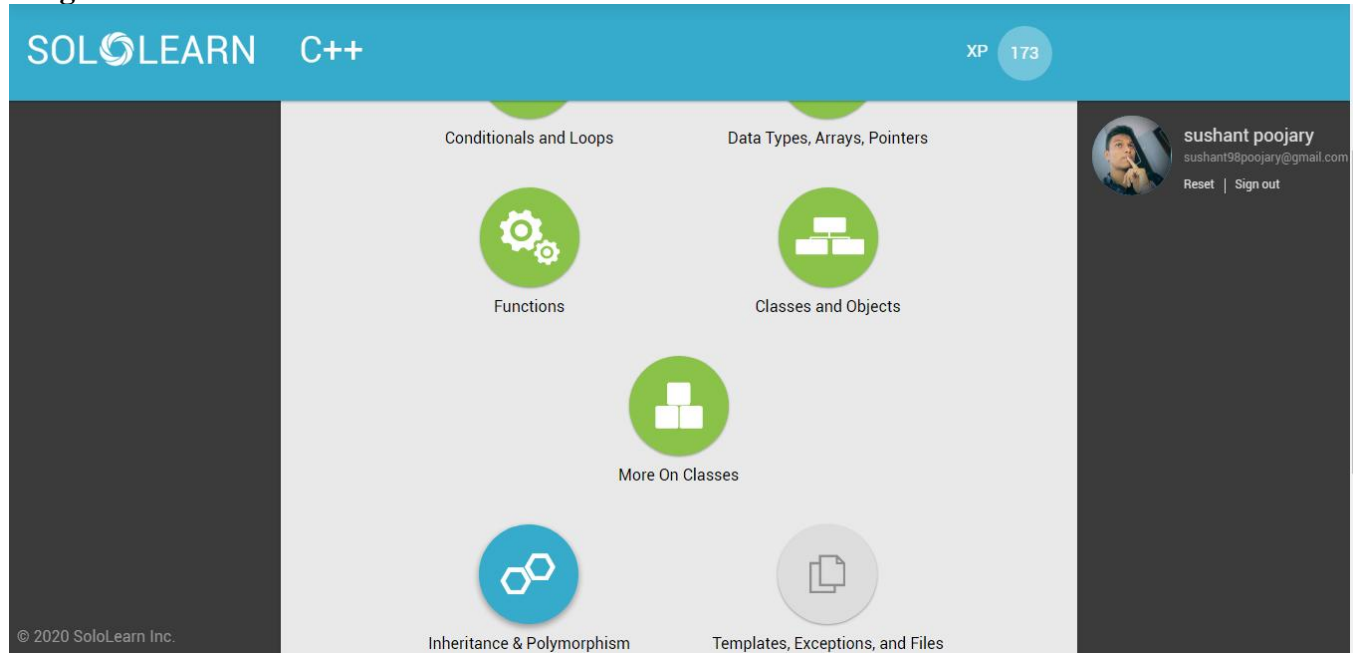 SOLOLEARN C++ XP 173
Conditionals and Loops Data Types, Arrays, Pointers
sushant poojary
sushant98poojary@gmail.com
Reset | Sign out
Functions Classes and Objects
More On Classes
Inheritance & Polymorphism Templates, Exceptions, and Files
© 2020 SoloLearn Inc.